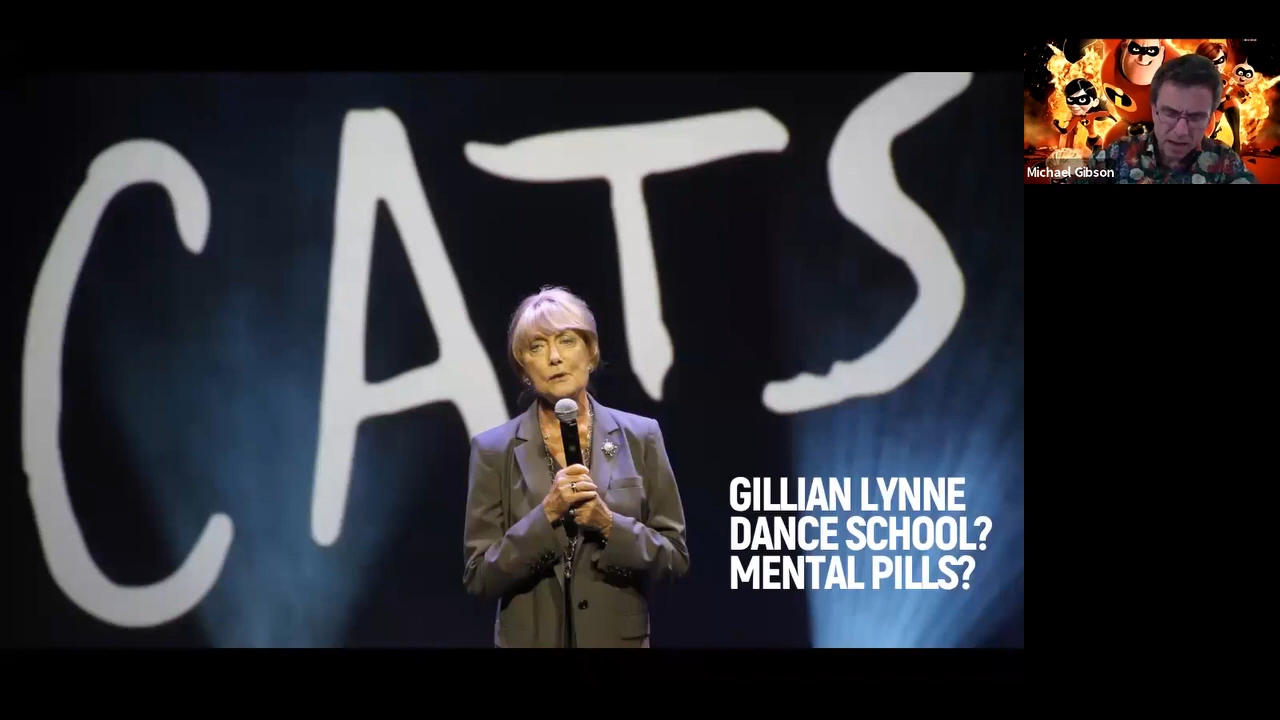 CATS
GILLIAN LYNNE
DANCE SCHOOL?
MENTAL PILLS?
Michael Gibson